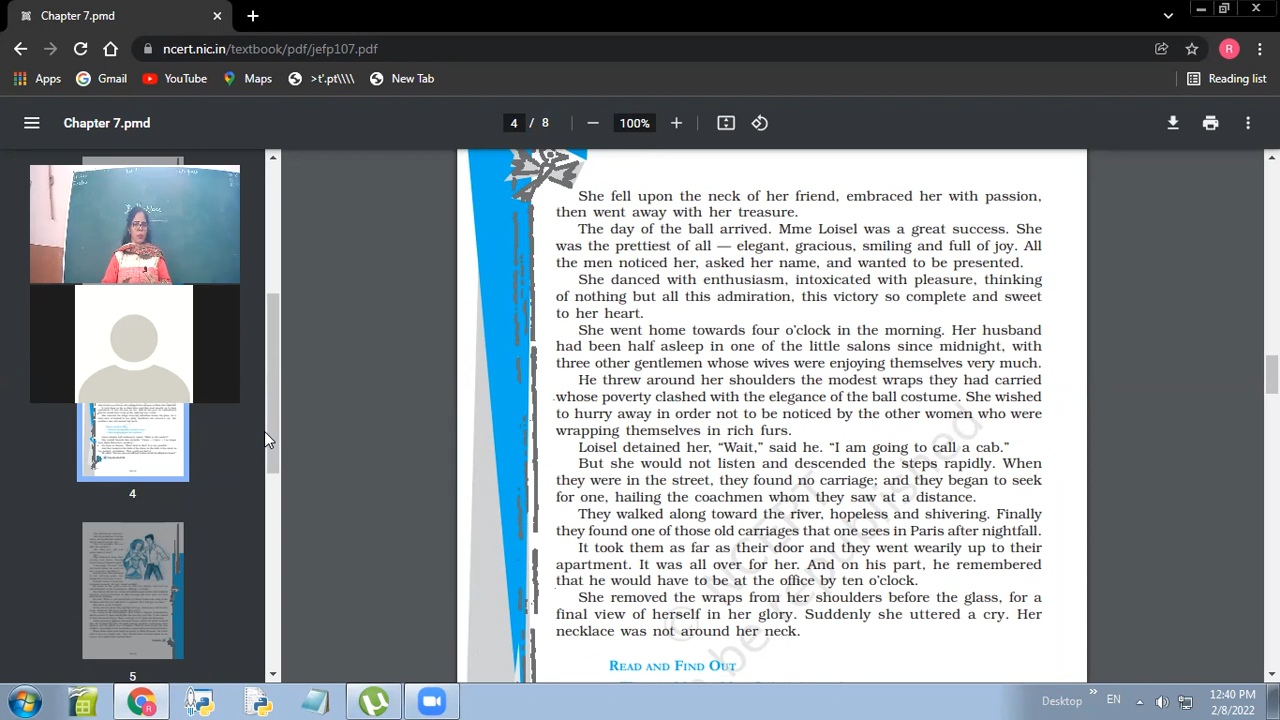 Chapter 7.pmd
ncert.nic.in/textbook/pdf/jefp107.pdf
R
Apps Gmail YouTube Maps >'.pt\\\\ New Tab Reading list
Chapter 7.pmd 4 / 8 100%
She fell upon the neck of her friend, embraced her with passion,
then went away with her treasure.
The day of the ball arrived. Mme Loisel was a great success. She
was the prettiest of all — elegant, gracious, smiling and full of joy. All
the men noticed her, asked her name, and wanted to be presented.
She danced with enthusiasm, intoxicated with pleasure, thinking
of nothing but all this admiration, this victory so complete and sweet
to her heart.
She went home towards four o'clock in the morning. Her husband
had been half asleep in one of the little salons since midnight, with
three other gentlemen whose wives were enjoying themselves very much.
He threw around her shoulders the modest wraps they had carried
whose poverty clashed with the elegance of the ball costume. She wished
to hurry away in order not to be noticed by the other women who were
wrapping themselves in rich furs.
Loisel detained her, "Wait," said he. "I am going to call a cab."
But she would not listen and descended the steps rapidly. When
they were in the street, they found no carriage; and they began to seek
for one, hailing the coachmen whom they saw at a distance.
They walked along toward the river, hopeless and shivering. Finally
they found one of those old carriages that one sees in Paris after nightfall.
It took them as far as their door and they went wearily up to their
apartment. It was all over for her. And on his part, he remembered
that he would have to be at the office by ten o'clock.
She removed the wraps from her shoulders before the glass, for a
final view of herself in her glory. Suddenly she uttered a cry. Her
necklace was not around her neck.
READ AND FIND OUT
4
5
Desktop EN 12:40 PM
2/8/2022